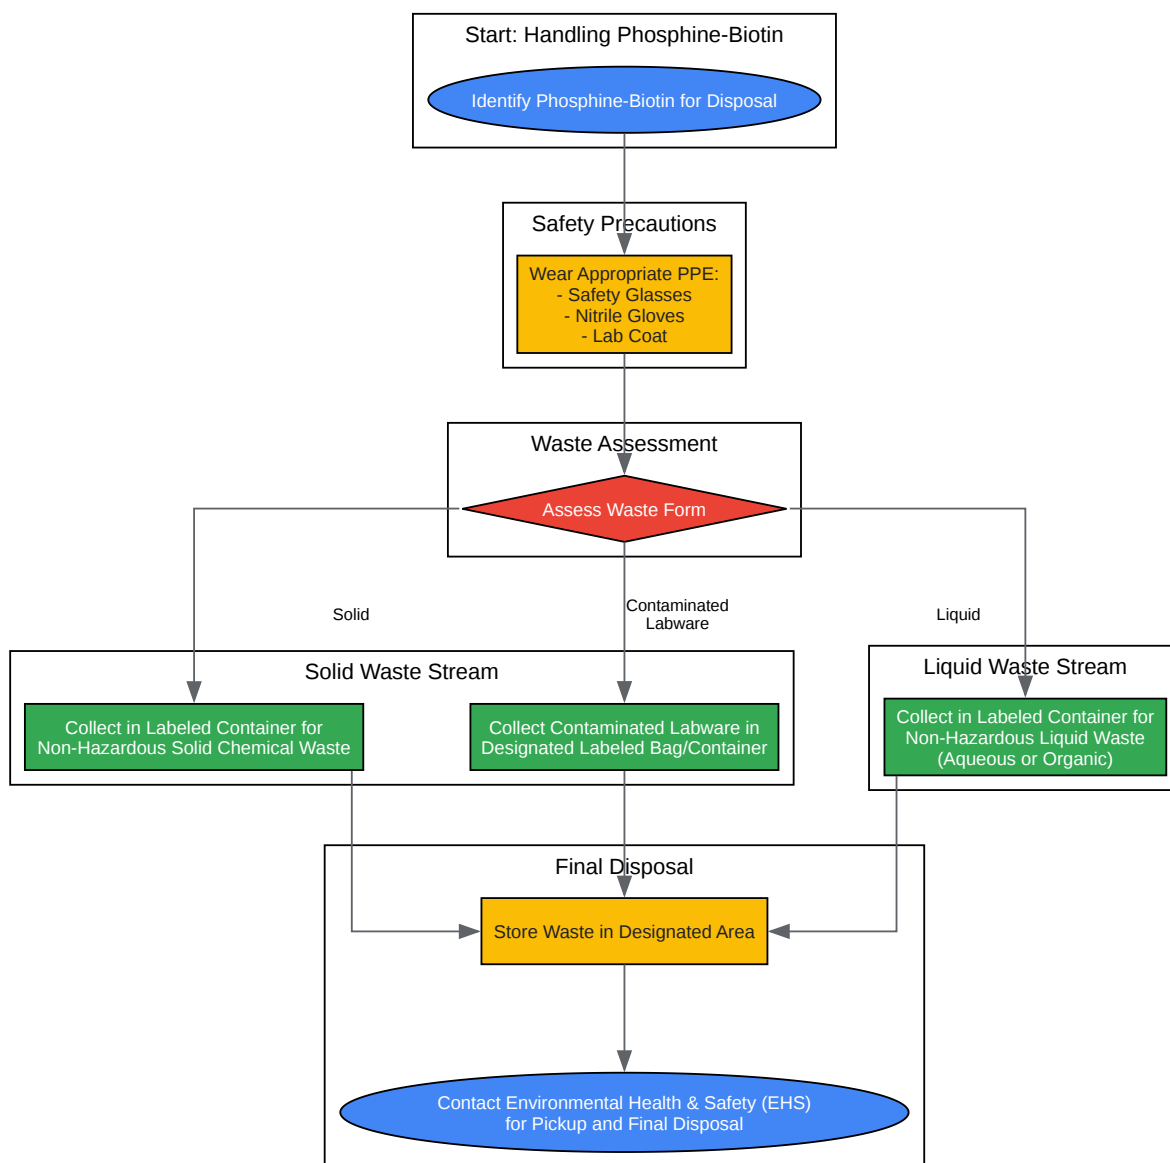 Start: Handling Phosphine-Biotin
Identify Phosphine-Biotin for Disposal
Safety Precautions
Wear Appropriate PPE:
- Safety Glasses
- Nitrile Gloves
- Lab Coat
Waste Assessment
Assess Waste Form
Solid
Contaminated
Labware
Liquid
Solid Waste Stream
Collect in Labeled Container for
Non-Hazardous Solid Chemical Waste
Collect Contaminated Labware in
Designated Labeled Bag/Container
Liquid Waste Stream
Collect in Labeled Container for
Non-Hazardous Liquid Waste
(Aqueous or Organic)
Final Disposal
Store Waste in Designated Area
Contact Environmental Health & Safety (EHS)
for Pickup and Final Disposal